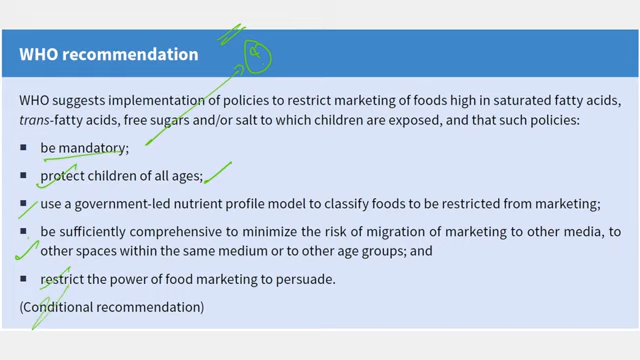 WHO recommendation
WHO suggests implementation of policies to restrict marketing of foods high in saturated fatty acids,
trans-fatty acids, free sugars and/or salt to which children are exposed, and that such policies:
■ be mandatory;
■ protect children of all ages;
■ use a government-led nutrient profile model to classify foods to be restricted from marketing;
■ be sufficiently comprehensive to minimize the risk of migration of marketing to other media, to
other spaces within the same medium or to other age groups; and
■ restrict the power of food marketing to persuade.
(Conditional recommendation)